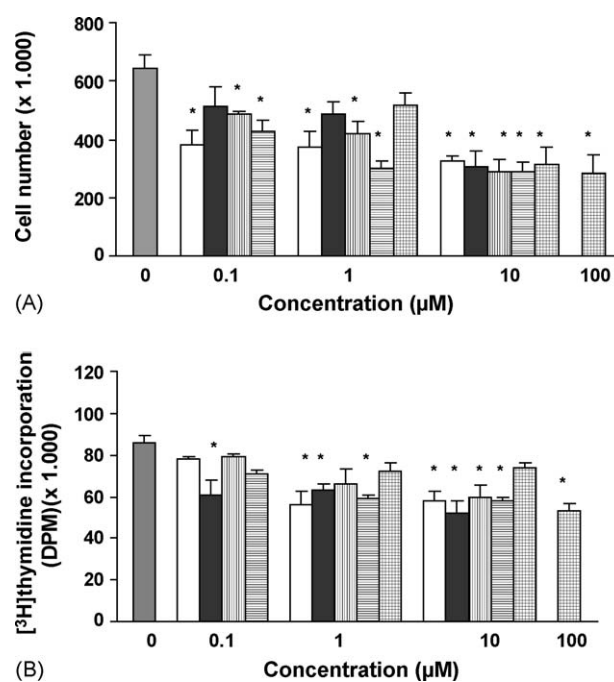 800
600
400
200
0
Cell number (x 1.000)
* * * * * * * * * * * * *
0 0.1 1 10 100
(A)
Concentration (µM)
120
100
80
60
40
20
0
[³H]thymidine incorporation
(DPM)(x 1.000)
* * * * * * * * *
0 0.1 1 10 100
(B)
Concentration (µM)